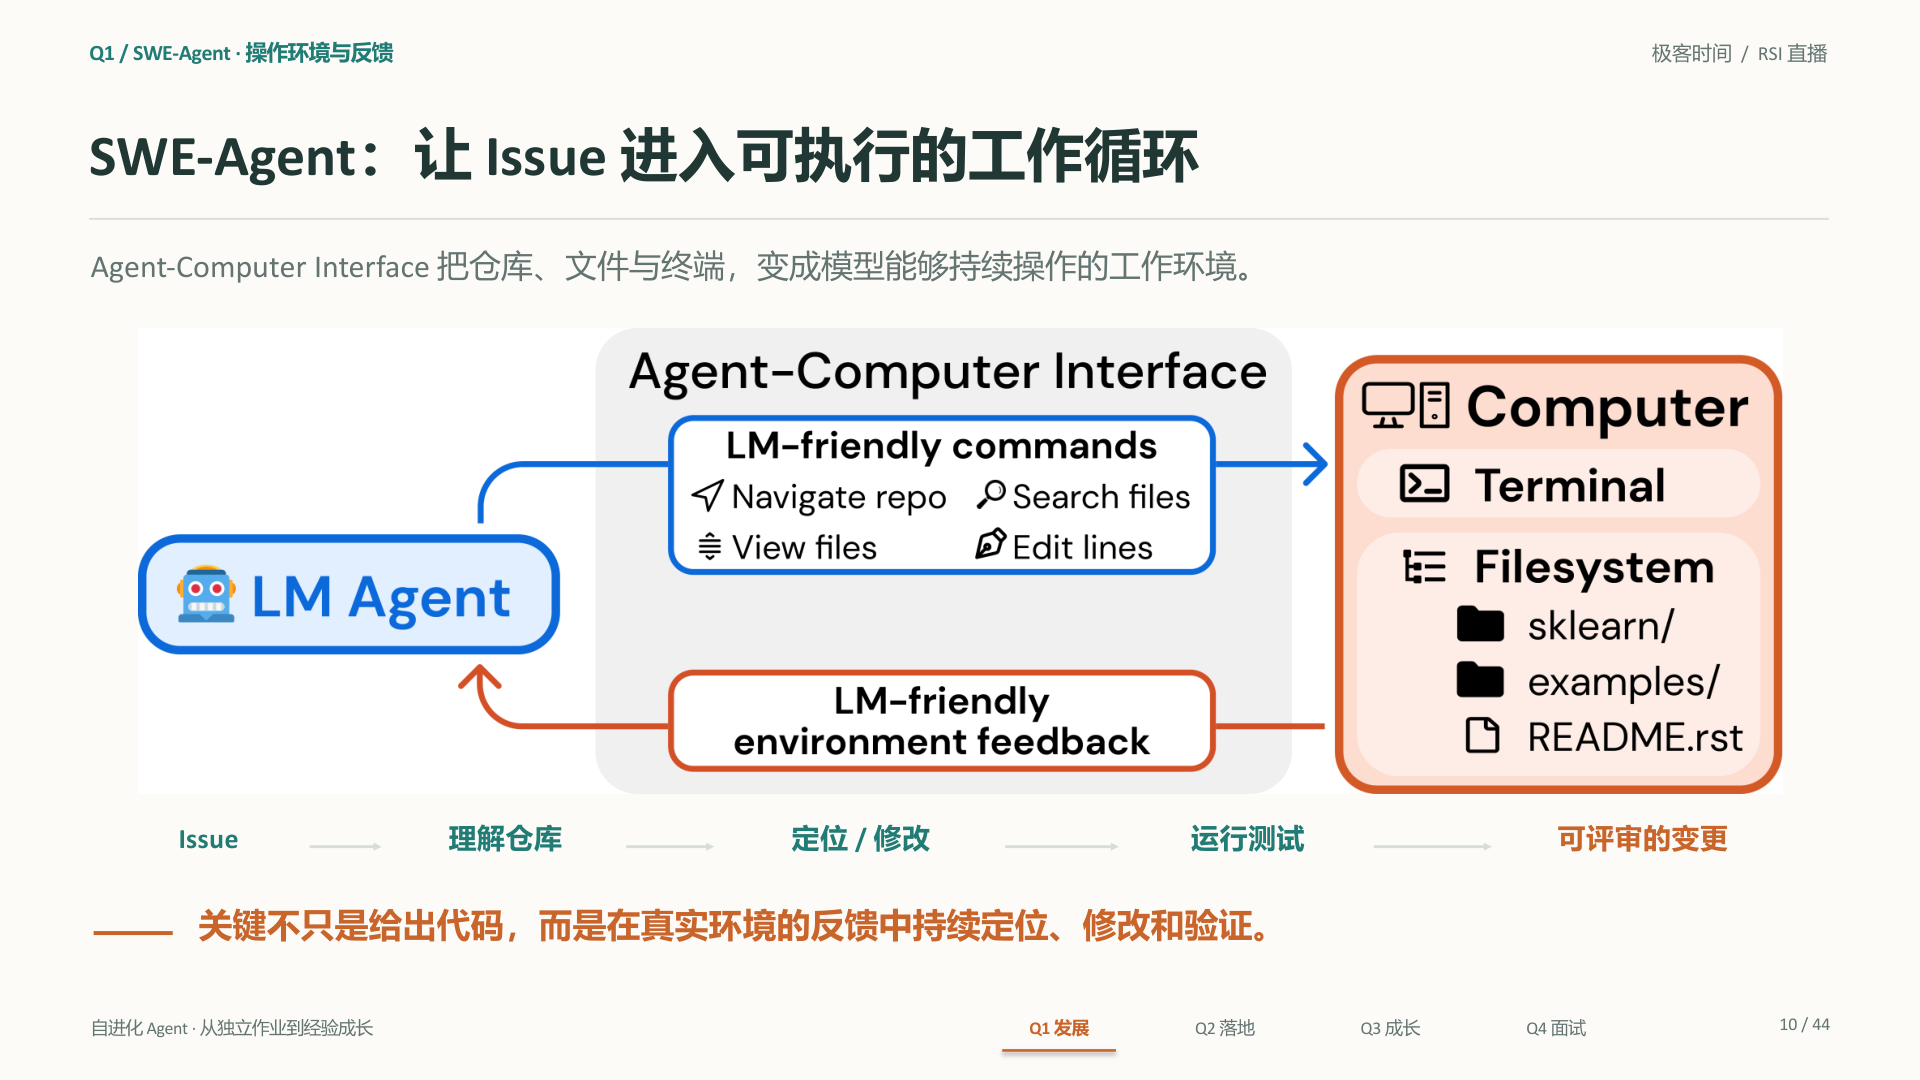 Q1 / SWE-Agent · 操作环境与反馈
极客时间 / RSI 直播
SWE-Agent：让 Issue 进入可执行的工作循环
Agent-Computer Interface 把仓库、文件与终端，变成模型能够持续操作的工作环境。
Agent-Computer Interface
LM-friendly commands
Navigate repo
Search files
View files
Edit lines
LM Agent
LM-friendly
environment feedback
Computer
Terminal
Filesystem
sklearn/
examples/
README.rst
Issue
理解仓库
定位 / 修改
运行测试
可评审的变更
关键不只是给出代码，而是在真实环境的反馈中持续定位、修改和验证。
自进化 Agent · 从独立作业到经验成长
Q1 发展
Q2 落地
Q3 成长
Q4 面试
10 / 44